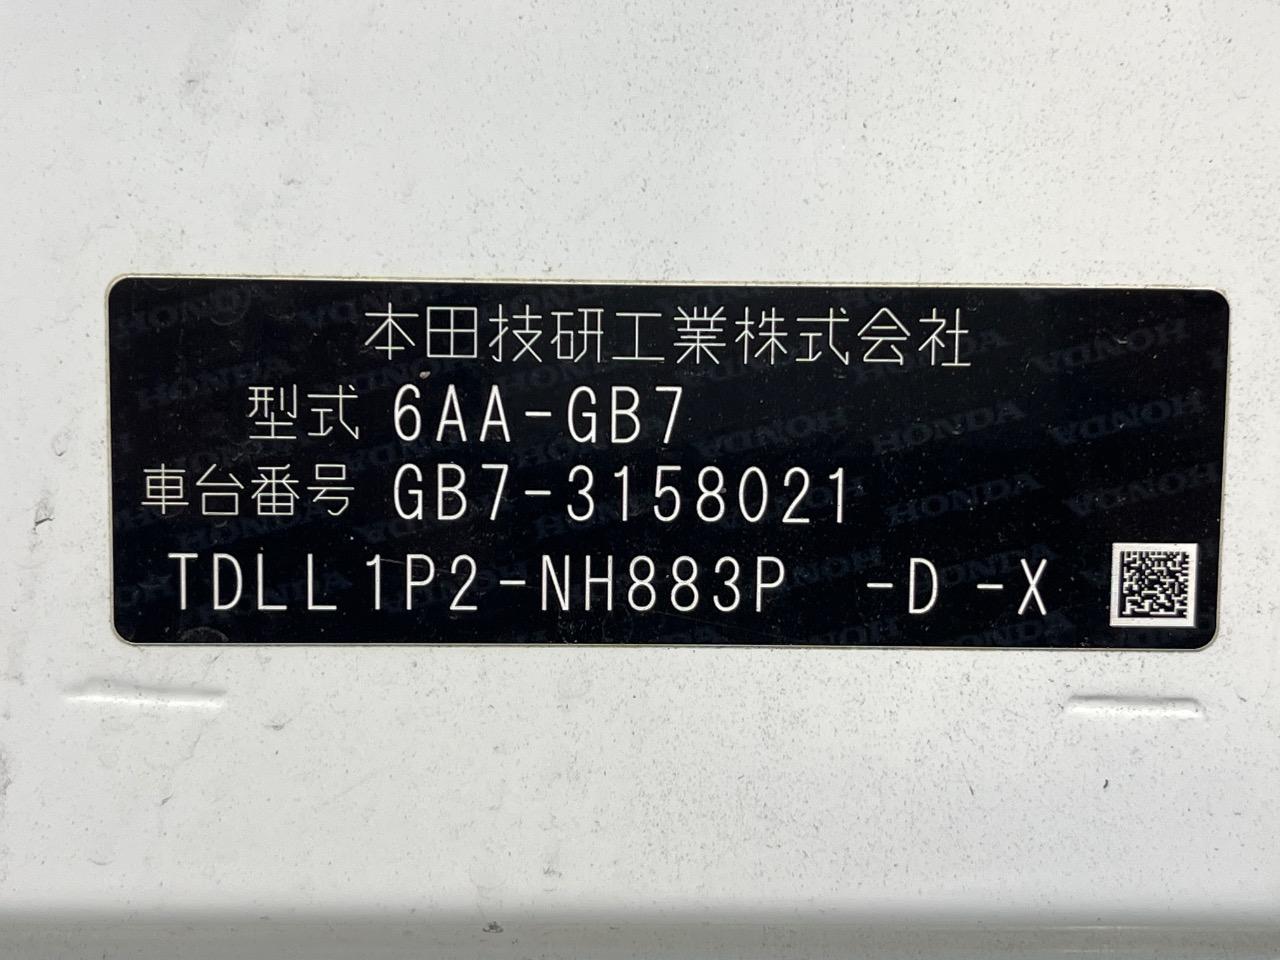 本田技研工業株式会社
型式 6AA-GB7
車台番号 GB7-3158021
TDLL1P2-NH883P -D -X